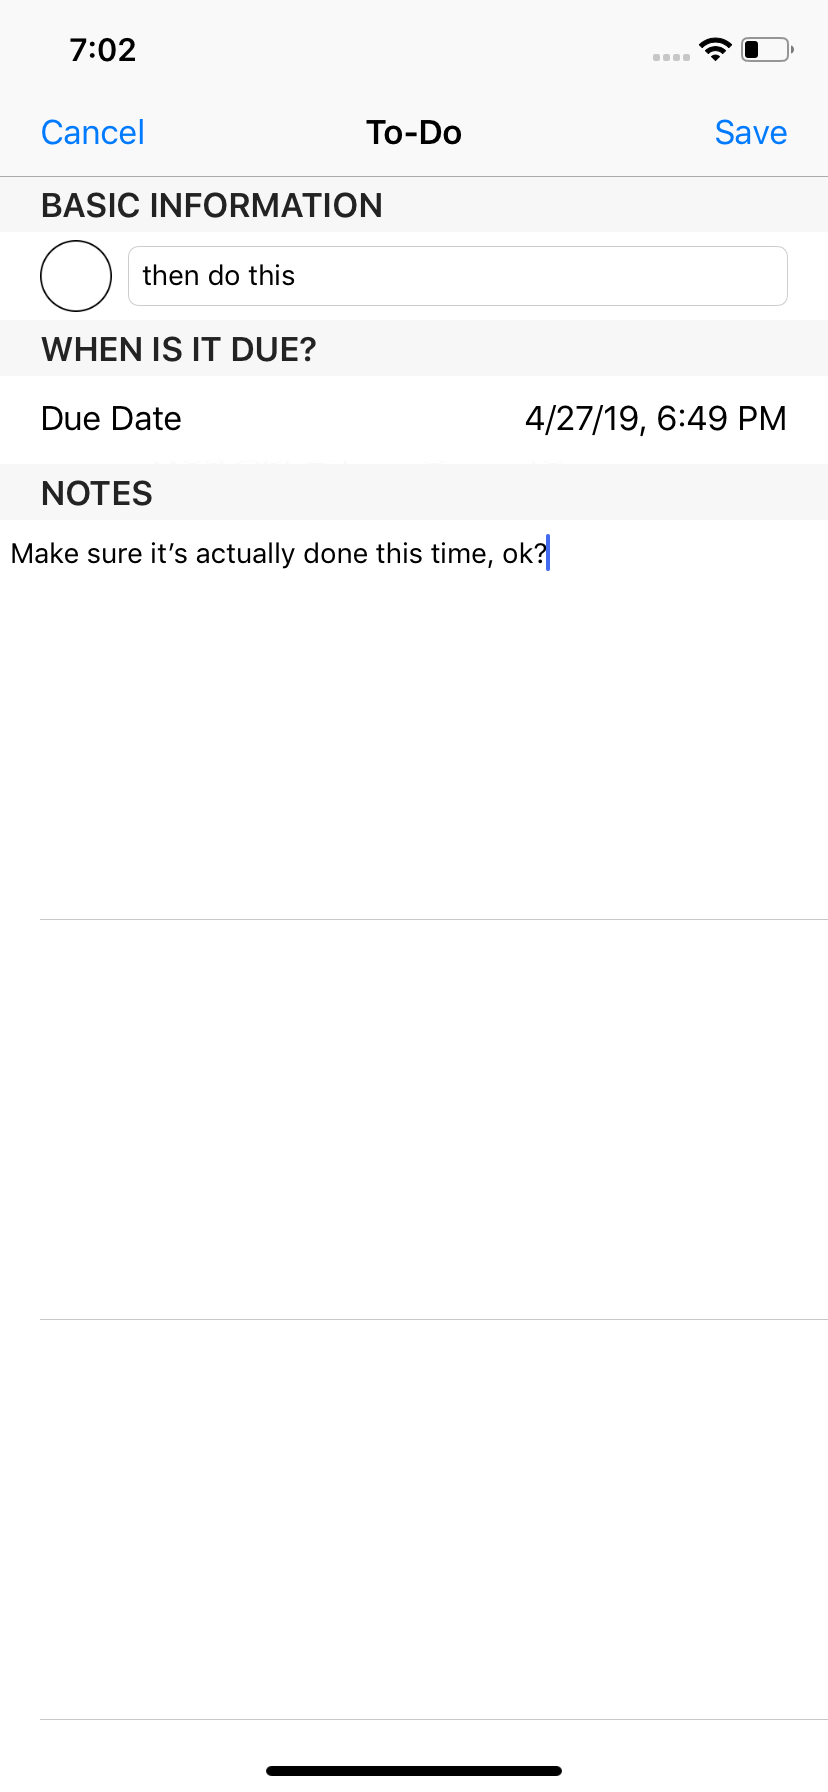 7:02
Cancel To-Do Save
BASIC INFORMATION
then do this
WHEN IS IT DUE?
Due Date 4/27/19, 6:49 PM
NOTES
Make sure it’s actually done this time, ok?